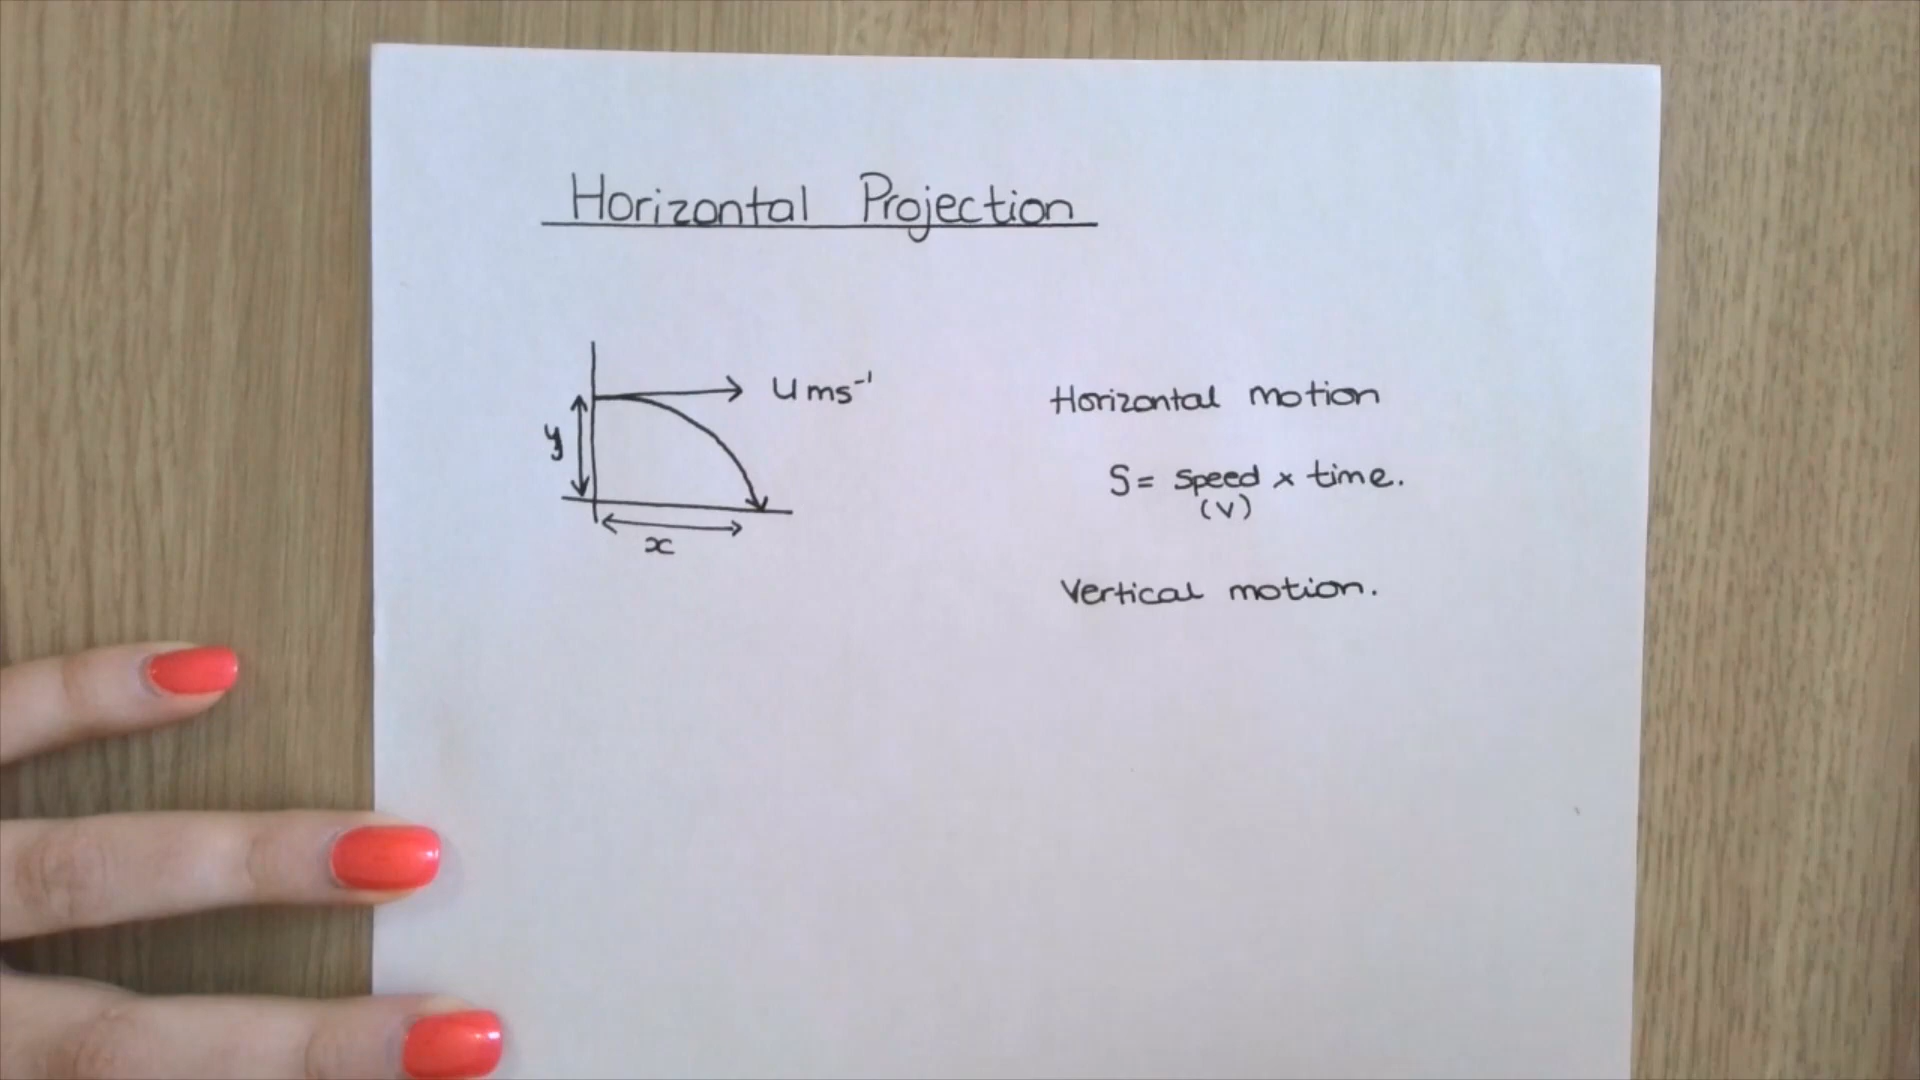 Horizontal Projection
U ms⁻¹
y
x
Horizontal motion
S = speed x time.
(v)
Vertical motion.